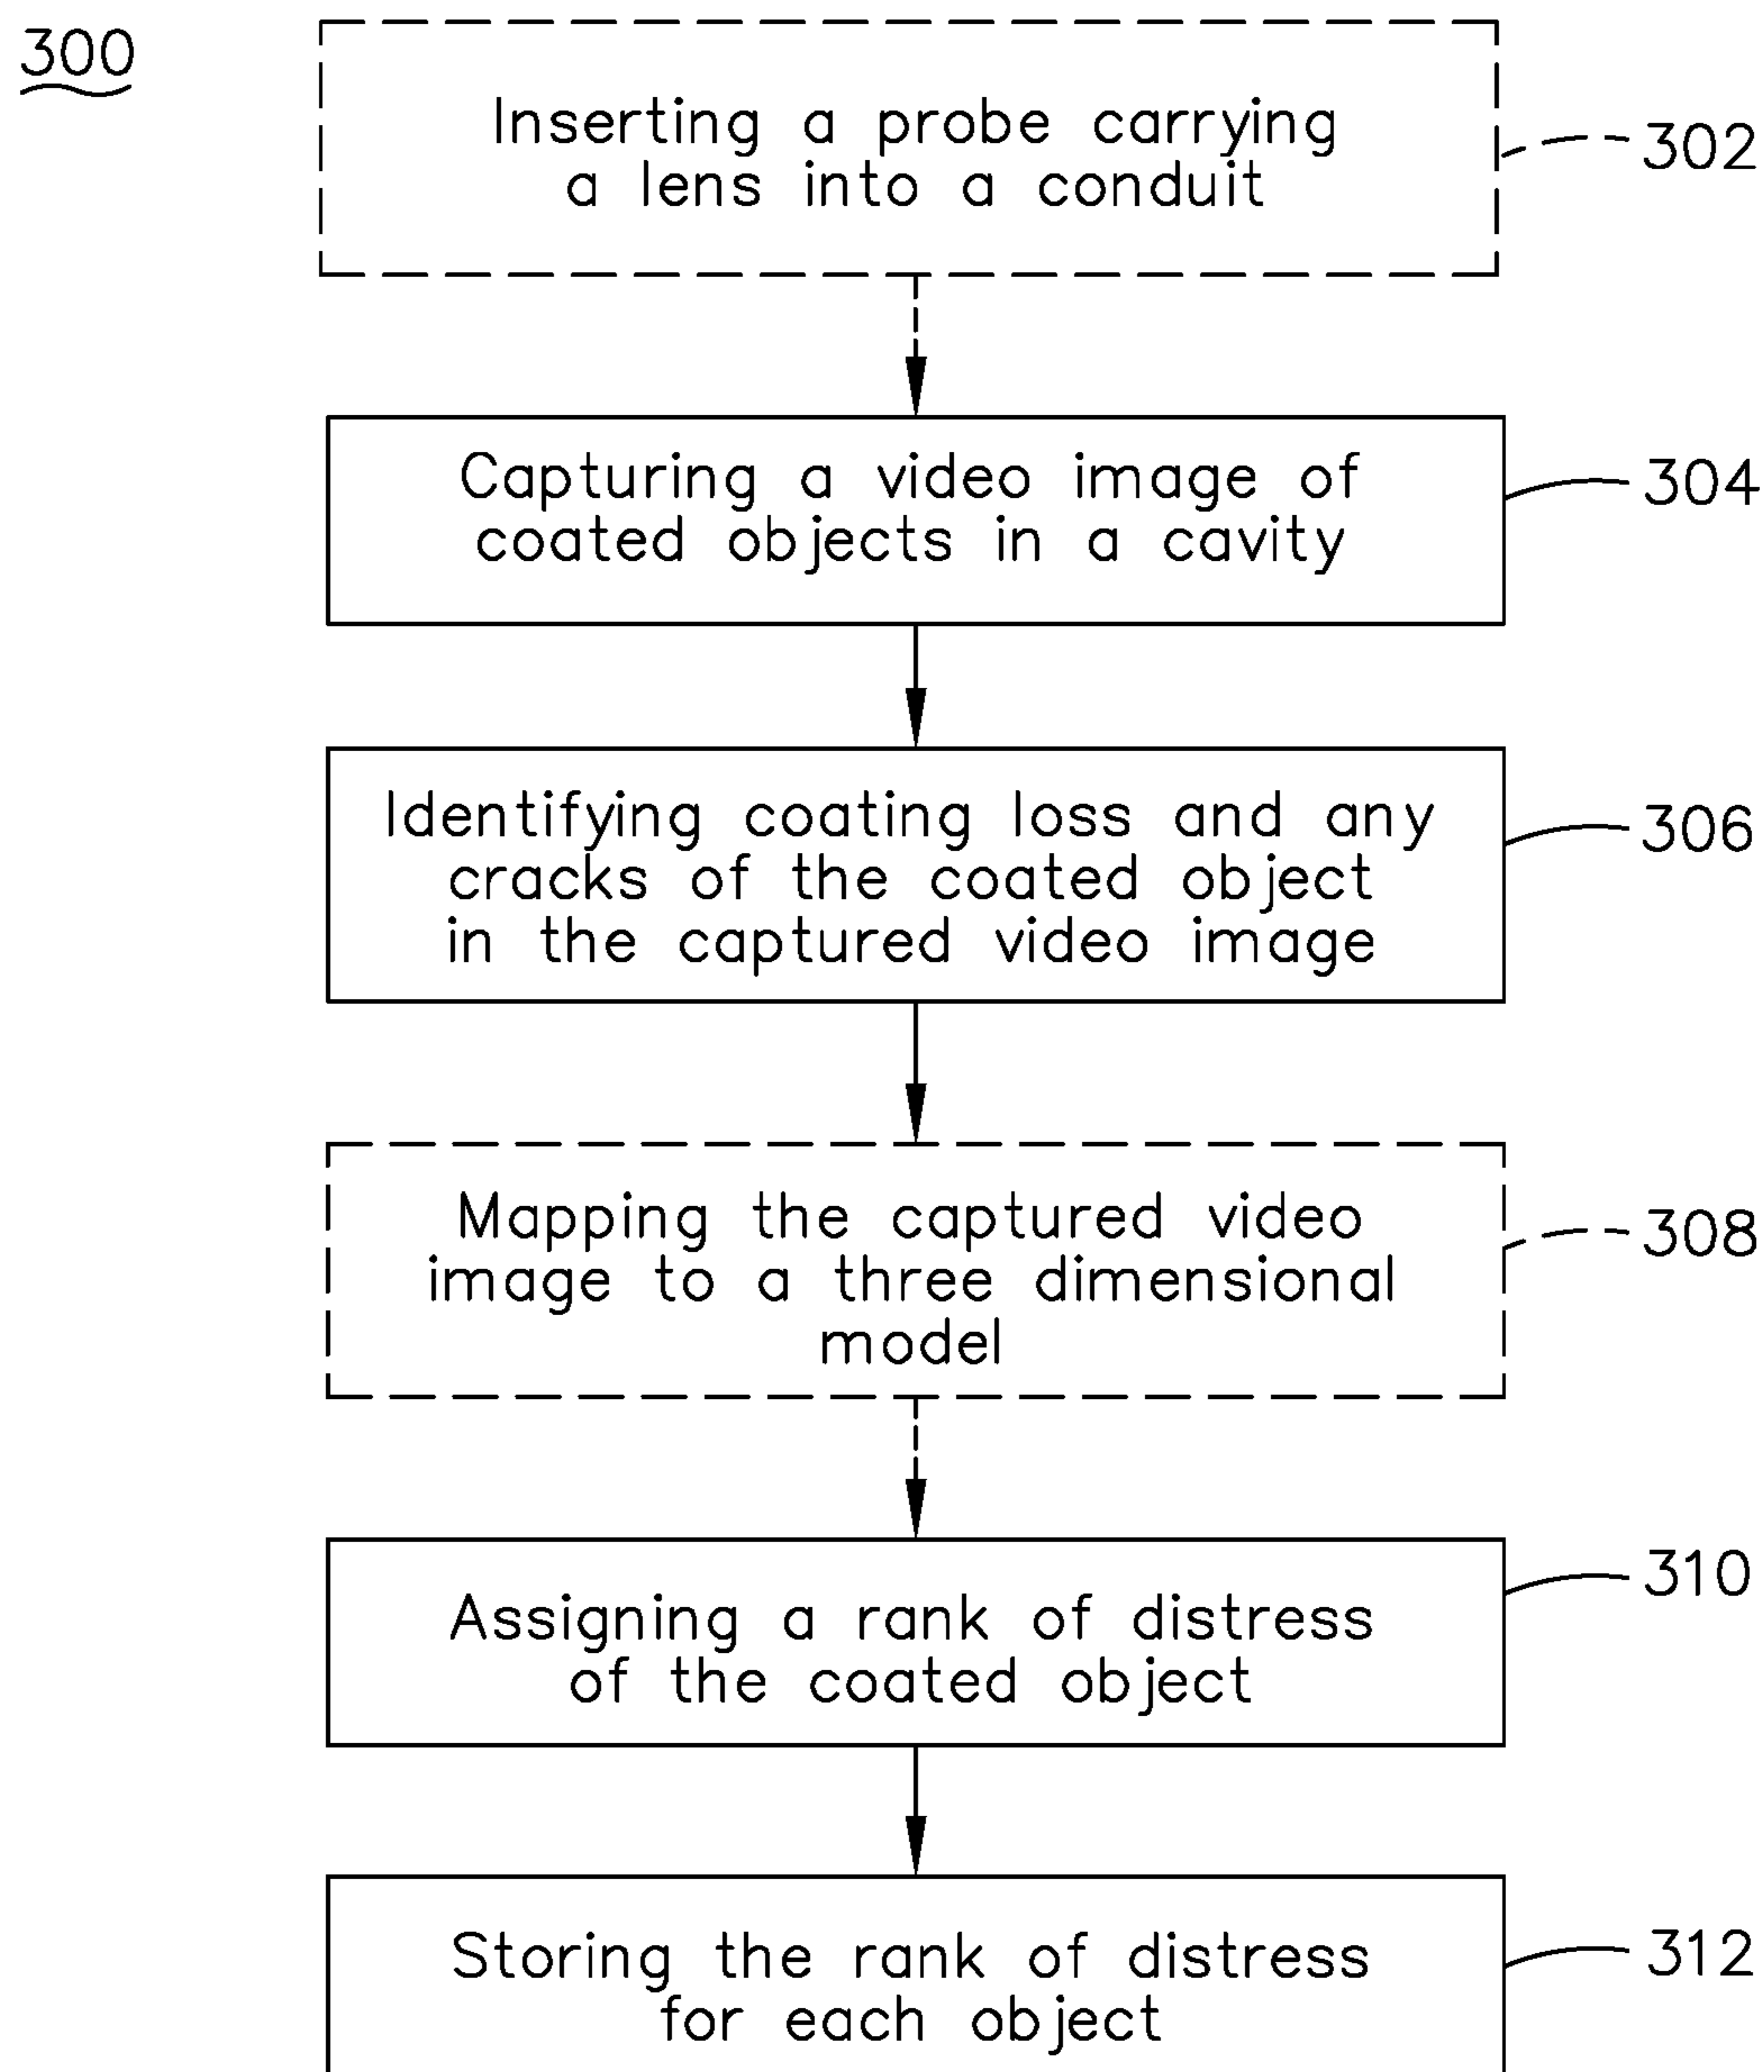 300
Inserting a probe carrying
a lens into a conduit
302
Capturing a video image of
coated objects in a cavity
304
Identifying coating loss and any
cracks of the coated object
in the captured video image
306
Mapping the captured video
image to a three dimensional
model
308
Assigning a rank of distress
of the coated object
310
Storing the rank of distress
for each object
312